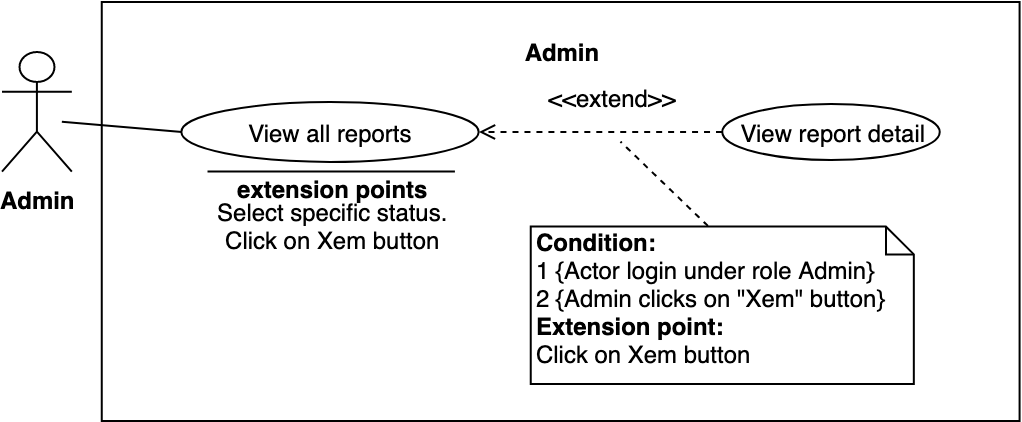 Admin
<<extend>>
View all reports
View report detail
Admin
extension points
Select specific status.
Click on Xem button
Condition:
1 {Actor login under role Admin}
2 {Admin clicks on "Xem" button}
Extension point:
Click on Xem button